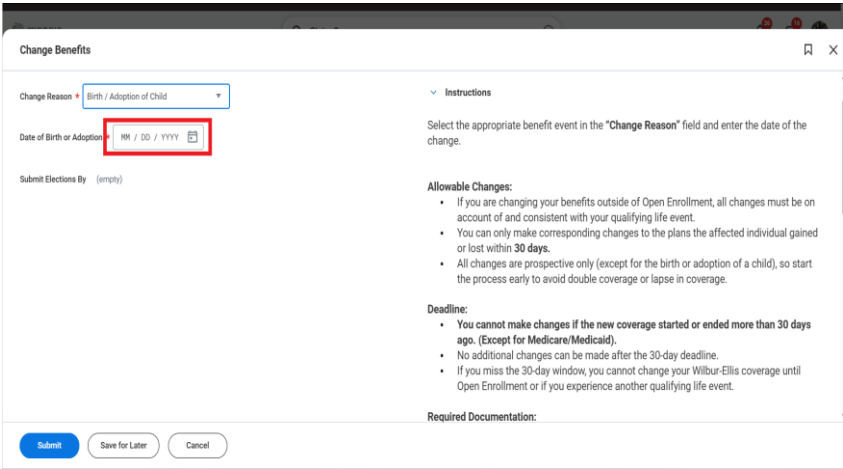 Change Benefits
Change Reason * Birth / Adoption of Child
Date of Birth or Adoption * MM / DD / YYYY
Submit Elections By (empty)
Instructions
Select the appropriate benefit event in the "Change Reason" field and enter the date of the
change.
Allowable Changes:
• If you are changing your benefits outside of Open Enrollment, all changes must be on
account of and consistent with your qualifying life event.
• You can only make corresponding changes to the plans the affected individual gained
or lost within 30 days.
• All changes are prospective only (except for the birth or adoption of a child), so start
the process early to avoid double coverage or lapse in coverage.
Deadline:
• You cannot make changes if the new coverage started or ended more than 30 days
ago. (Except for Medicare/Medicaid).
• No additional changes can be made after the 30-day deadline.
• If you miss the 30-day window, you cannot change your Wilbur-Ellis coverage until
Open Enrollment or if you experience another qualifying life event.
Required Documentation:
Submit
Save for Later
Cancel